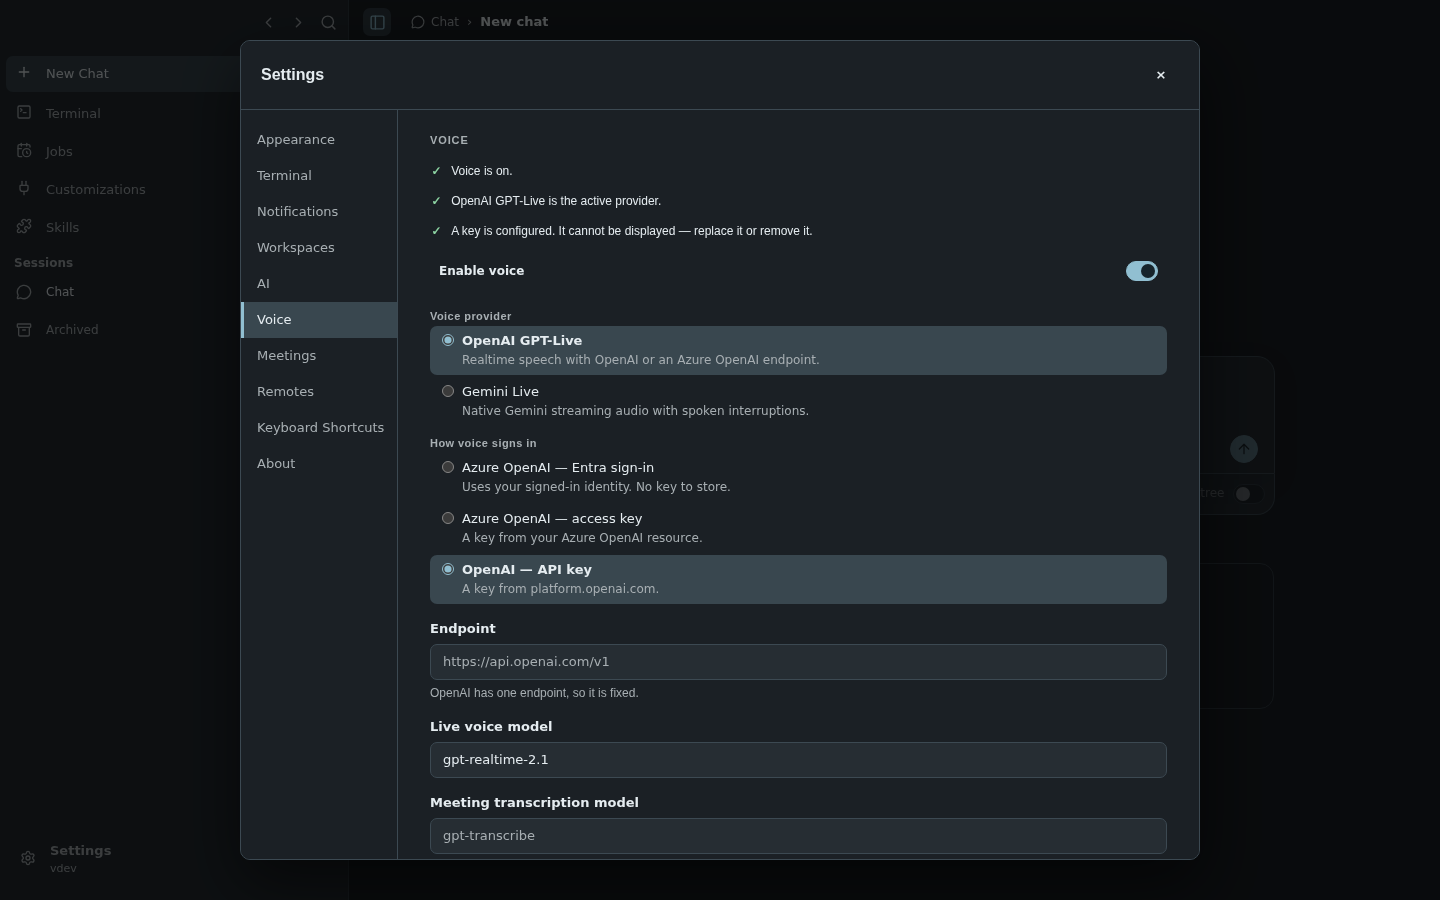 Chat › New chat
Settings
×
New Chat
Terminal
Jobs
Customizations
Skills
Sessions
Chat
Archived
Settings
vdev
Appearance
Terminal
Notifications
Workspaces
AI
Voice
Meetings
Remotes
Keyboard Shortcuts
About
VOICE
✓ Voice is on.
✓ OpenAI GPT-Live is the active provider.
✓ A key is configured. It cannot be displayed — replace it or remove it.
Enable voice
Voice provider
OpenAI GPT-Live
Realtime speech with OpenAI or an Azure OpenAI endpoint.
Gemini Live
Native Gemini streaming audio with spoken interruptions.
How voice signs in
Azure OpenAI — Entra sign-in
Uses your signed-in identity. No key to store.
Azure OpenAI — access key
A key from your Azure OpenAI resource.
OpenAI — API key
A key from platform.openai.com.
Endpoint
https://api.openai.com/v1
OpenAI has one endpoint, so it is fixed.
Live voice model
gpt-realtime-2.1
Meeting transcription model
gpt-transcribe
tree